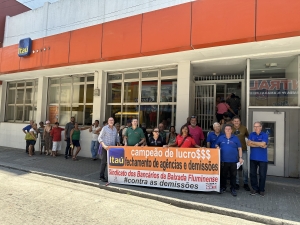 Itaú
Itaú
campeão de lucro$$$
fechamento de agências e demissões
Sindicato dos Bancários da Baixada Fluminense
#contra as demissões